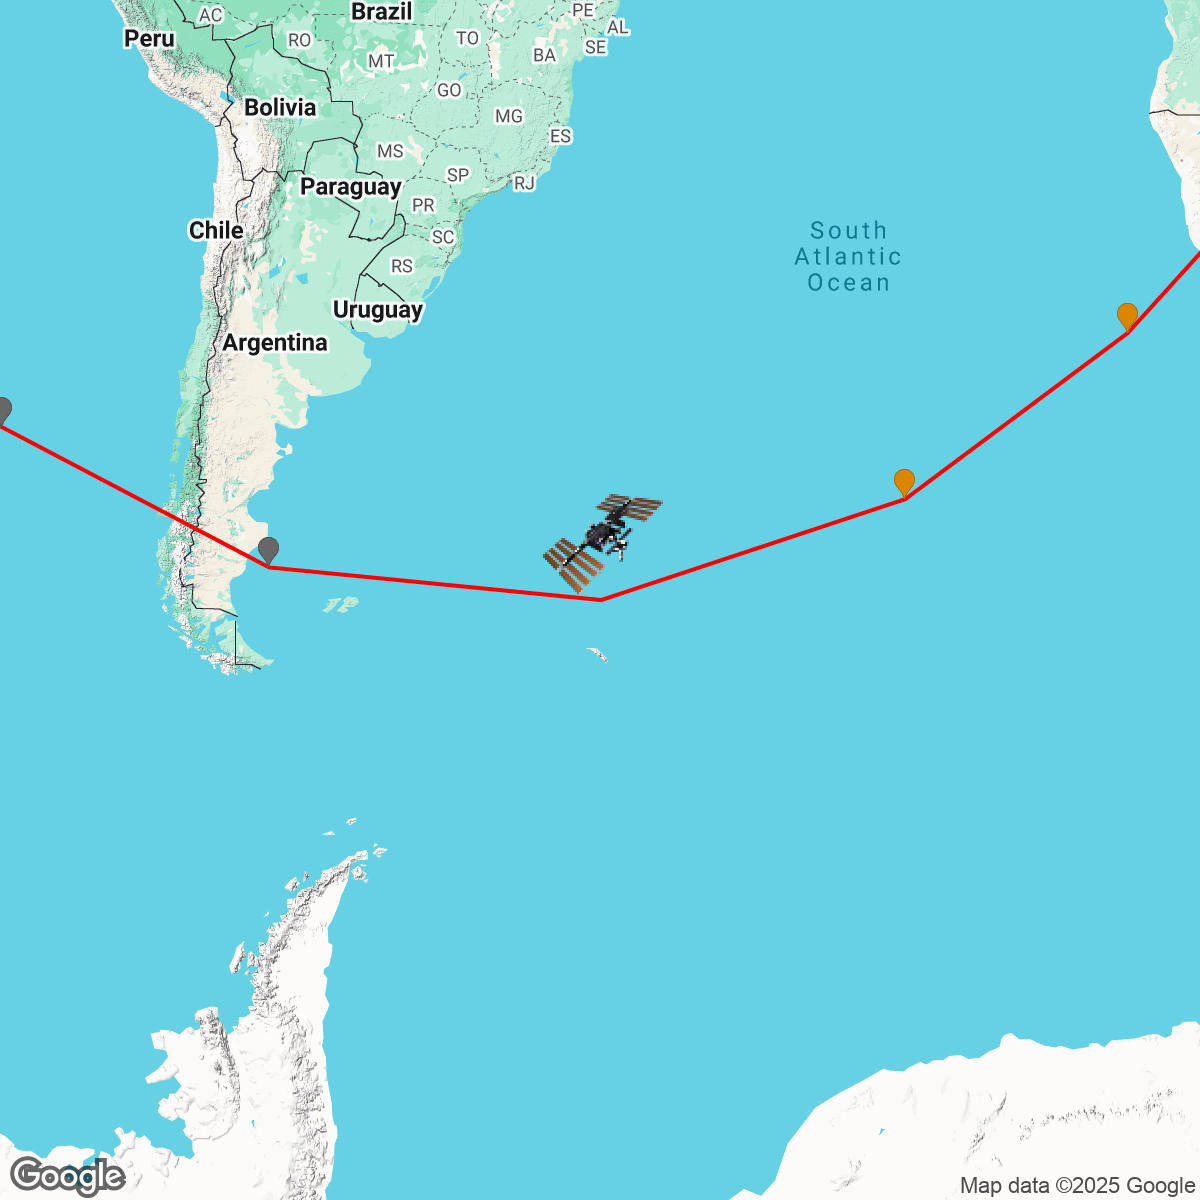 AC
Brazil
PE
Peru
RO
TO
AL
SE
MT
BA
GO
Bolivia
MG
ES
MS
SP
Paraguay
RJ
PR
Chile
SC
South
Atlantic
Ocean
RS
Uruguay
Argentina
Google
Map data ©2025 Google